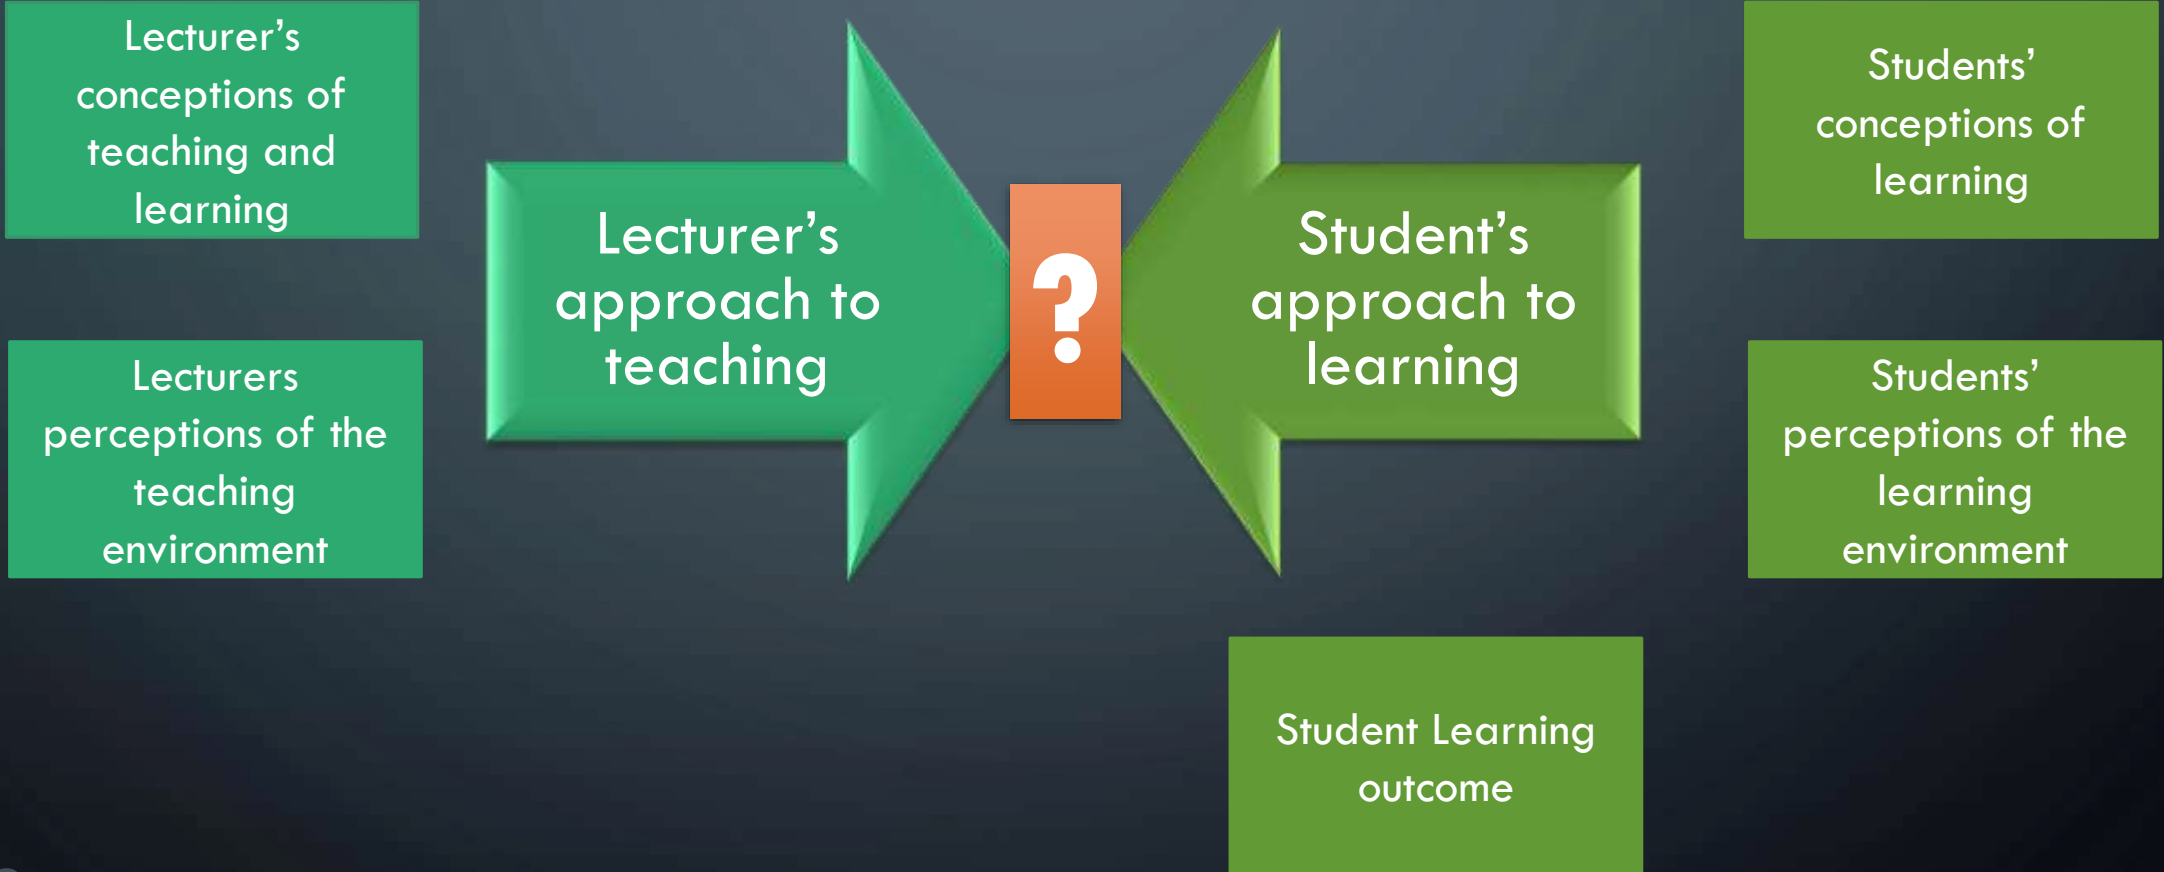 Lecturer’s
conceptions of
teaching and
learning
Lecturers
perceptions of the
teaching
environment
Lecturer’s
approach to
teaching
?
Student’s
approach to
learning
Students’
conceptions of
learning
Students’
perceptions of the
learning
environment
Student Learning
outcome